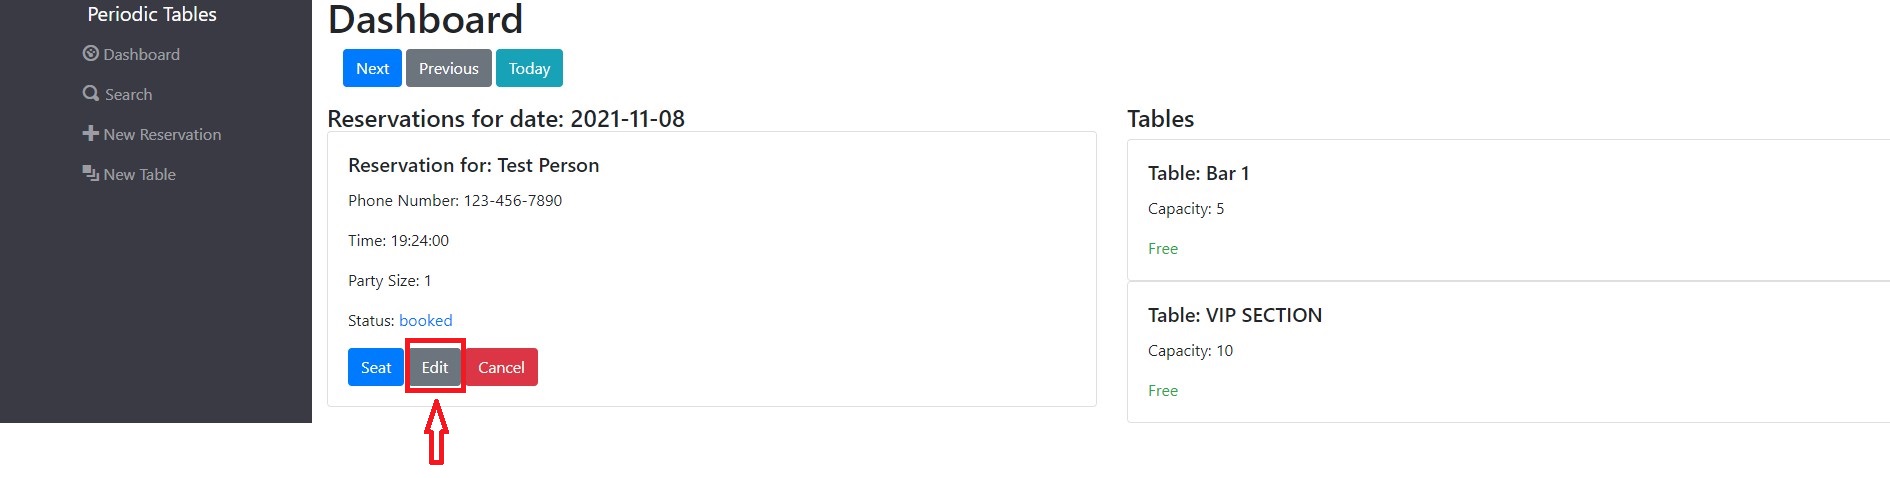 Periodic Tables
Dashboard
Search
New Reservation
New Table
Dashboard
Next Previous Today
Reservations for date: 2021-11-08
Reservation for: Test Person
Phone Number: 123-456-7890
Time: 19:24:00
Party Size: 1
Status: booked
Seat Edit Cancel
Tables
Table: Bar 1
Capacity: 5
Free
Table: VIP SECTION
Capacity: 10
Free